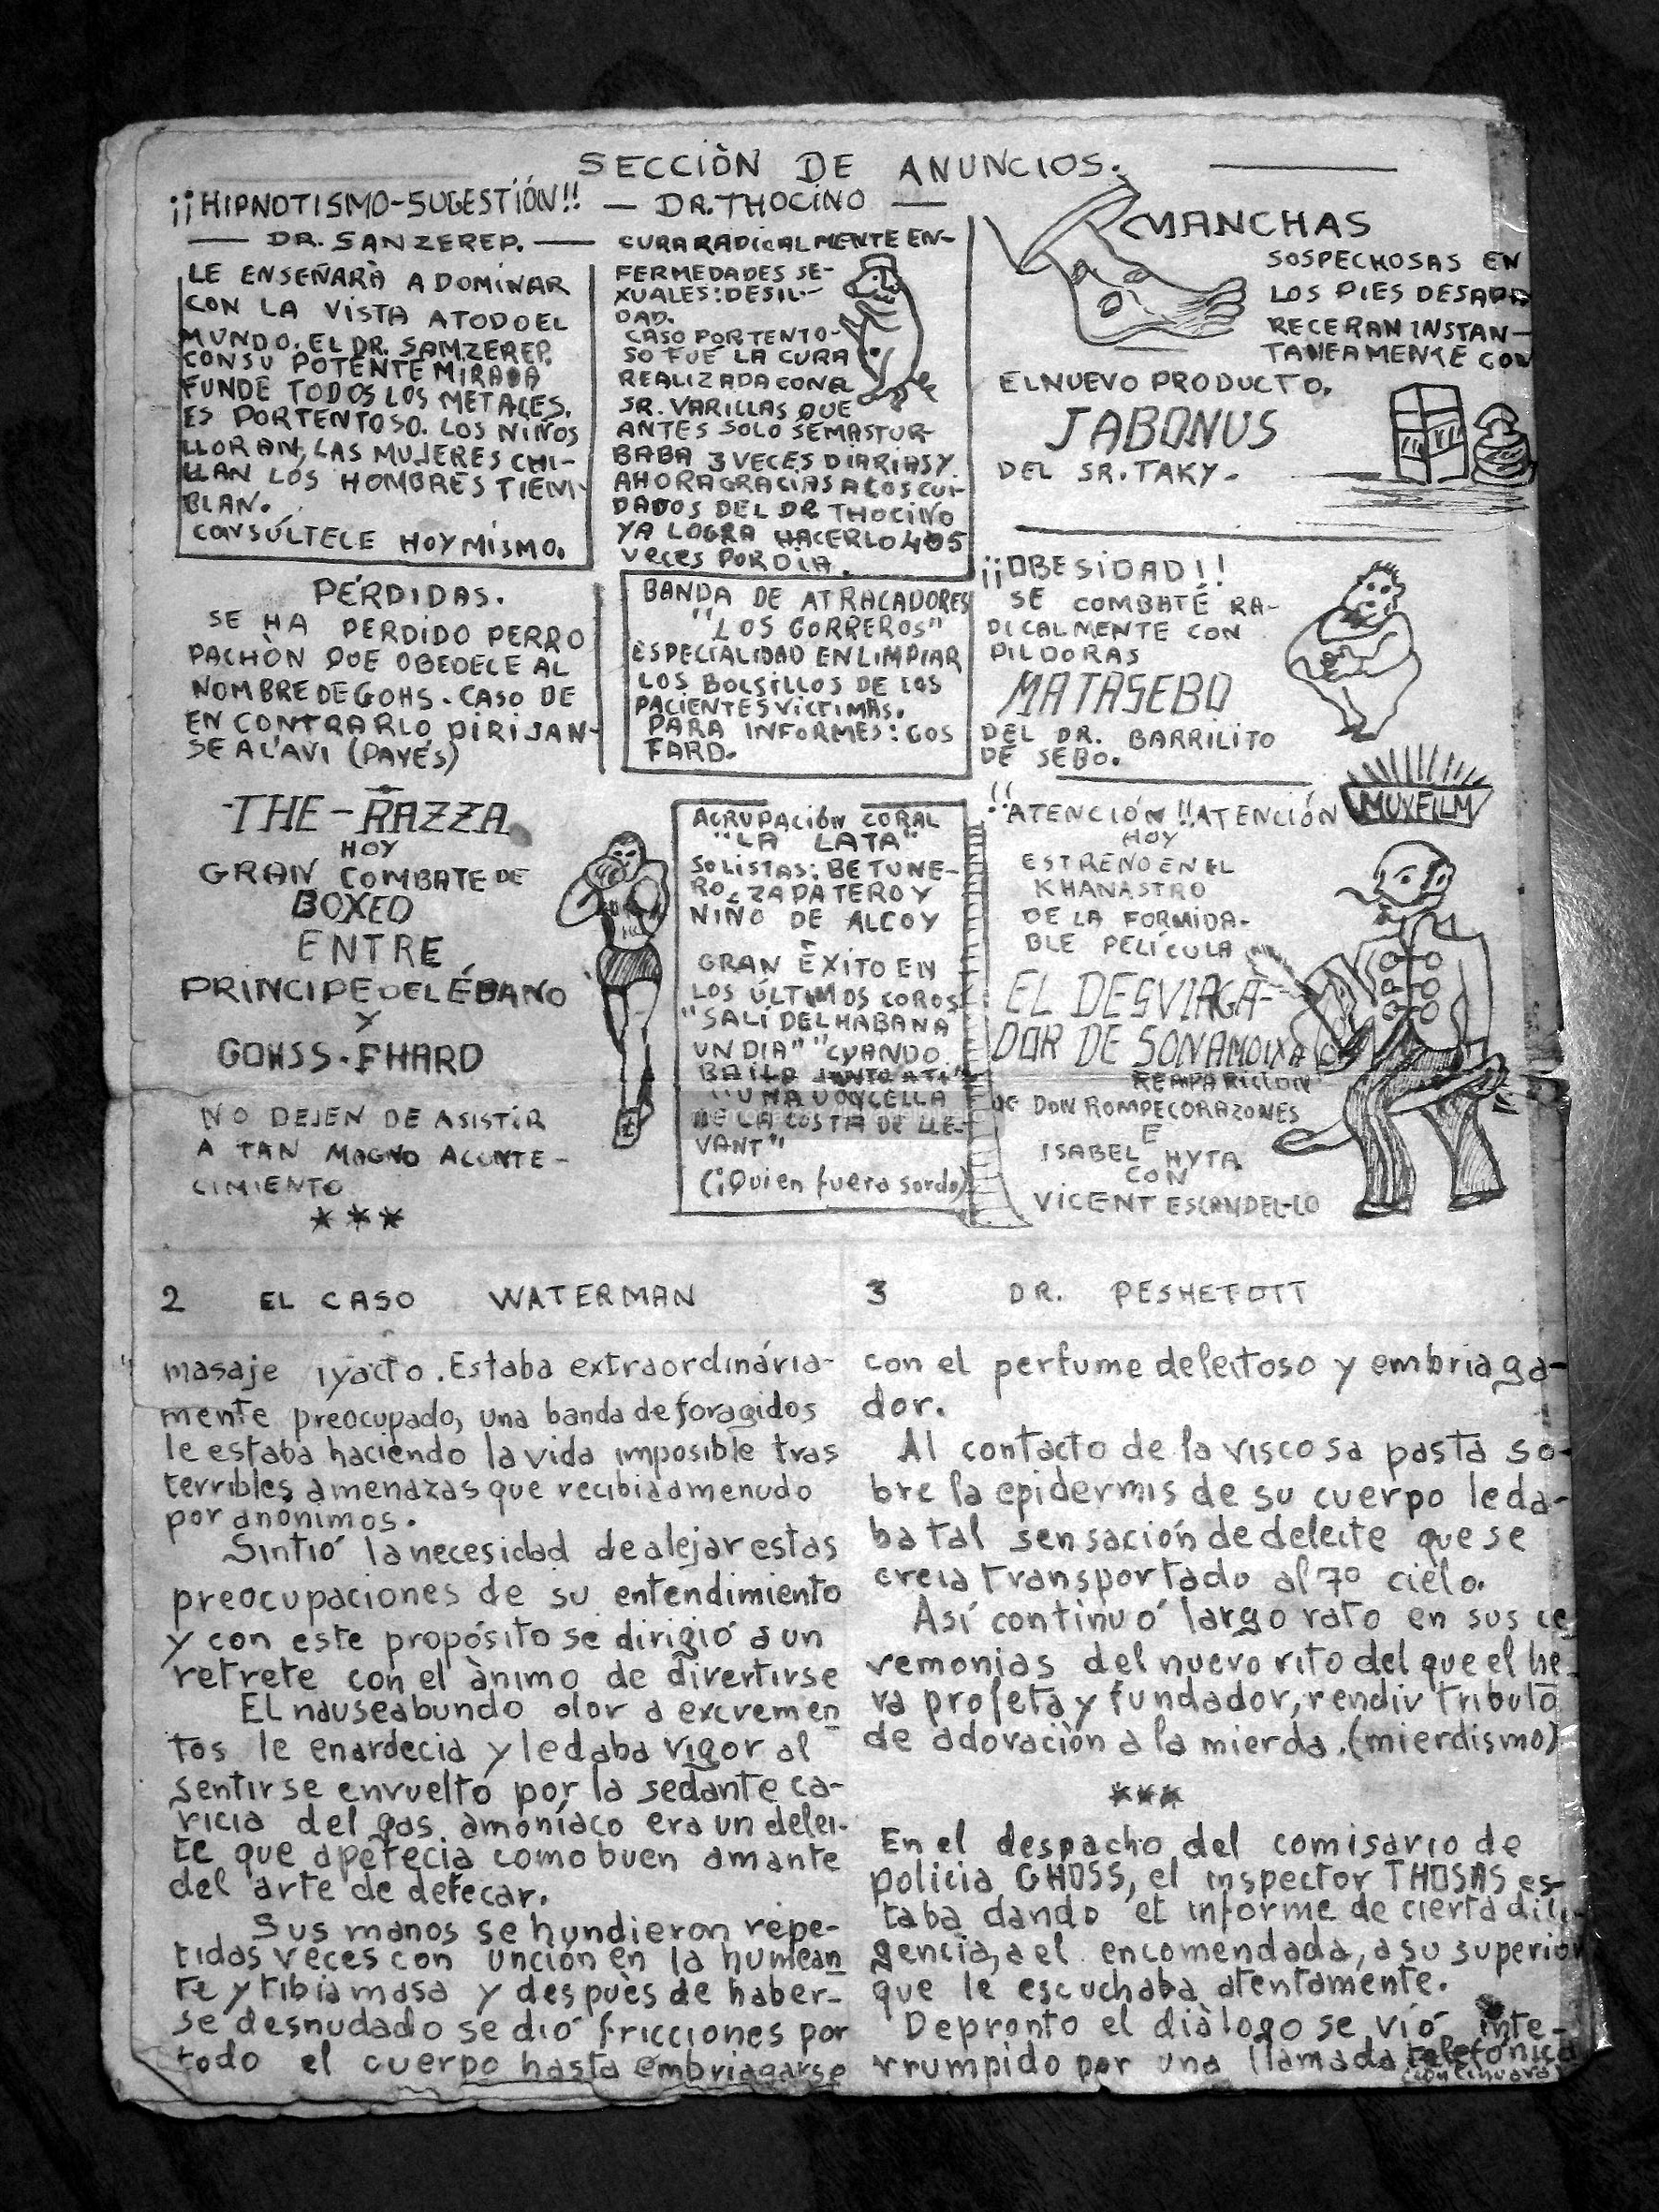 SECCIÒN DE ANUNCIOS.
¡¡HIPNOTISMO-SUGESTIÓN!!
DR. SANZEREP.
LE ENSEÑARÀ A DOMINAR
CON LA VISTA A TODO EL
MUNDO. EL DR. SAMZEREP.
CON SU POTENTE MIRADA
FUNDE TODOS LOS METALES.
ES PORTENTOSO. LOS NIÑOS
LLORAN, LAS MUJERES CHI-
LLAN LOS HOMBRES TIEM-
BLAN.
CONSÚLTELE HOY MISMO.
— DR. THOCINO —
CURA RADICALMENTE EN-
FERMEDADES SE-
XUALES: DESIL-
DAD.
CASO PORTENTO-
SO FUÉ LA CURA
REALIZADA CON EL
SR. VARILLAS QUE
ANTES SOLO SE MASTUR-
BABA 3 VECES DIARIAS Y
AHORA GRACIAS A LOS CUI-
DADOS DEL DR THOCINO
YA LOGRA HACERLO 4 ó 5
VECES POR DIA.
MANCHAS
SOSPECHOSAS EN
LOS PIES DESAPA
RECERAN INSTAN-
TANEAMENTE CON
EL NUEVO PRODUCTO.
JABONUS
DEL SR. TAKY.
PÉRDIDAS.
SE HA PERDIDO PERRO
PACHÒN QUE OBEDECE AL
NOMBRE DE GOHS. CASO DE
ENCONTRARLO DIRIJAN-
SE A L'AVI (PAYÉS)
BANDA DE ATRACADORES
"LOS GORREROS"
ESPECIALIDAD EN LIMPIAR
LOS BOLSILLOS DE LOS
PACIENTES VICTIMAS.
PARA INFORMES: GOS
FARD.
¡¡OBESIDAD!!
SE COMBATE RA-
DICALMENTE CON
PILDORAS
MATASEBO
DEL DR. BARRILITO
DE SEBO.
-THE-RAZZA
HOY
GRAN COMBATE DE
BOXEO
ENTRE
PRINCIPE DEL ÉBANO
Y
GOHSS-FHARD
NO DEJEN DE ASISTIR
A TAN MAGNO ACONTE-
CIMIENTO
***
AGRUPACIÓN CORAL
"LA LATA"
SOLISTAS: BETUNE-
RO, ZAPATERO Y
NIÑO DE ALCOY
GRAN ÉXITO EN
LOS ÚLTIMOS COROS
"SALÍ DEL HABANA
UN DIA" "CUANDO
BAILO JUNTO A TI"
"UNA DONCELLA
DE LA COSTA DE LLE-
VANT"
(¡Quien fuera sordo)
!!ATENCIÓN!! ATENCIÓN
MUXFILM
HOY
ESTRENO EN EL
KHANASTRO
DE LA FORMIDA-
BLE PELÍCULA
EL DESVIAGA-
DOR DE SONAMOIXA
REAPARICCION
DE DON ROMPECORAZONES
E
ISABEL HYTA
CON
VICENT ESCANDEL-LO
2 EL CASO WATERMAN
masaje iyacto. Estaba extraordinária-
mente preocupado, una banda de foragidos
le estaba haciendo la vida imposible tras
terribles amenazas que recibia a menudo
por anónimos.
Sintió la necesidad de alejar estas
preocupaciones de su entendimiento
y con este propósito se dirigió a un
retrete con el ànimo de divertirse
El nauseabundo olor a excremen
tos le enardecia y le daba vigor al
sentirse envuelto por la sedante ca-
ricia del gas amoníaco era un delei-
te que apetecia como buen amante
del arte de defecar.
Sus manos se hundieron repe-
tidas veces con unción en la humean
te y tibia masa y despuès de haber-
se desnudado se dió fricciones por
todo el cuerpo hasta embriagarse
3 DR. PESHETOTT
con el perfume deleitoso y embriaga-
dor.
Al contacto de la viscosa pasta so-
bre la epidermis de su cuerpo le da-
ba tal sensación de deleite que se
creia transportado al 7º cielo.
Así continuó largo rato en sus ce
remonias del nuevo rito del que el he
ra profeta y fundador, rendir tributo
de adoraciòn a la mierda. (mierdismo)
***
En el despacho del comisario de
policia GHOSS, el inspector THOSAS es-
taba dando el informe de cierta dili-
gencia, a el encomendada, a su superior
que le escuchaba atentamente.
De pronto el diàlogo se vió inte-
rrumpido por una llamada telefónica
(continuará)